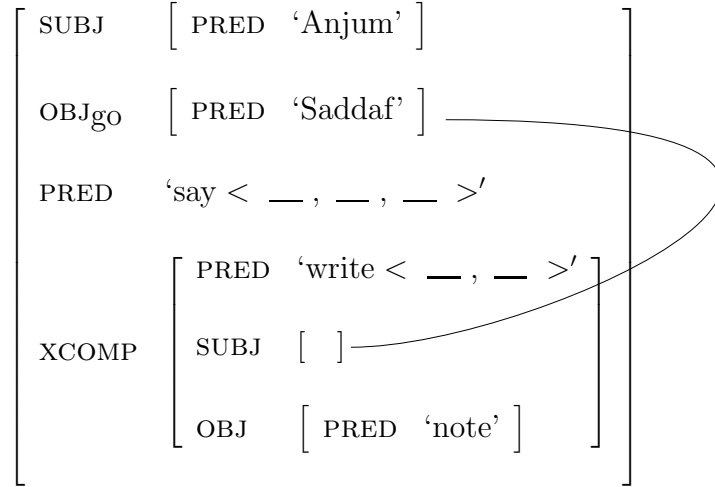 SUBJ [ PRED ‘Anjum’ ]
OBJgo [ PRED ‘Saddaf’ ]
PRED ‘say < __ , __ , __ >′
PRED ‘write < __ , __ >′
XCOMP SUBJ [ ]
OBJ [ PRED ‘note’ ]